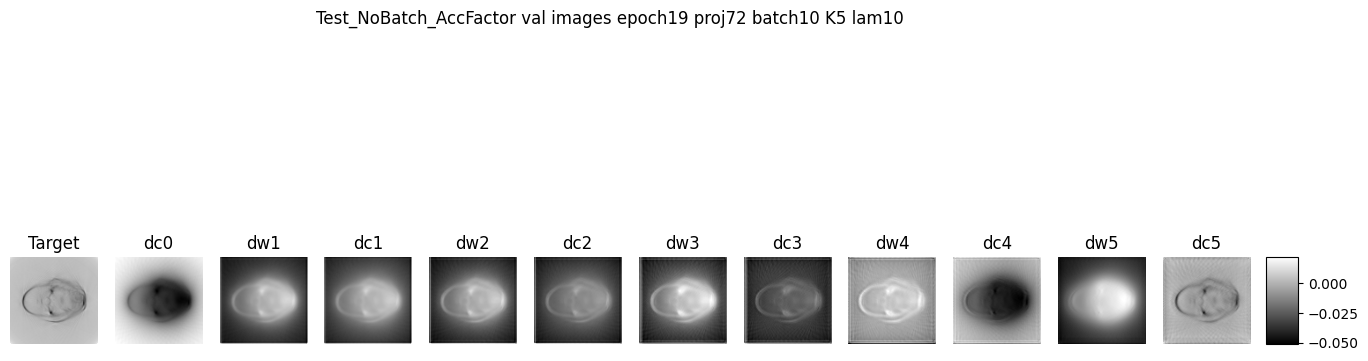 Test_NoBatch_AccFactor val images epoch19 proj72 batch10 K5 lam10
Target dc0 dw1 dc1 dw2 dc2 dw3 dc3 dw4 dc4 dw5 dc5
0.000
−0.025
−0.050